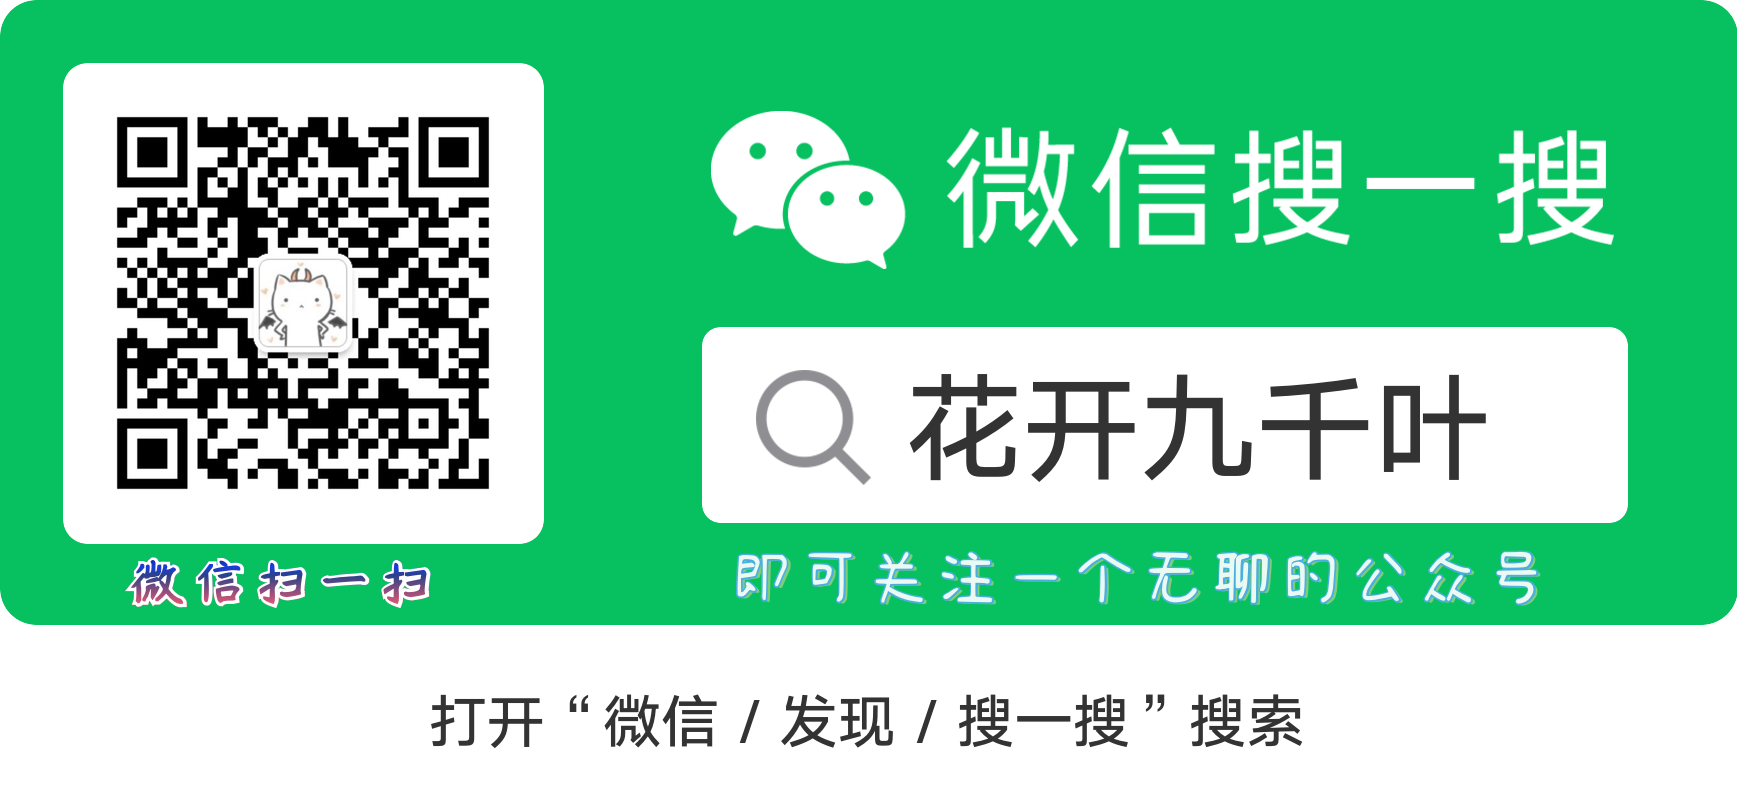 微信搜一搜
花开九千叶
微信扫一扫
即可关注一个无聊的公众号
打开“微信 / 发现 / 搜一搜”搜索